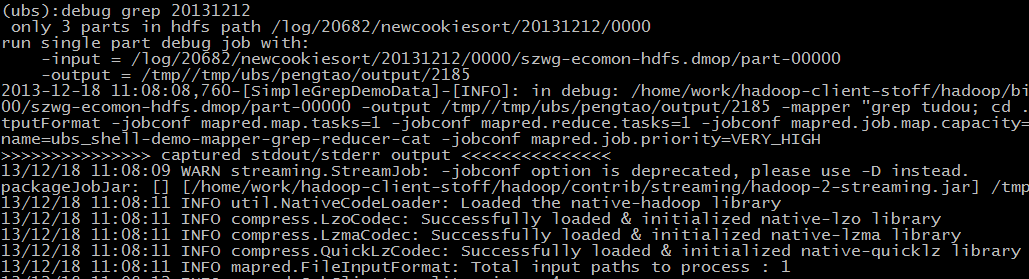 (ubs):debug grep 20131212
only 3 parts in hdfs path /log/20682/newcookiesort/20131212/0000
run single part debug job with:
-input = /log/20682/newcookiesort/20131212/0000/szwg-ecomon-hdfs.dmop/part-00000
-output = /tmp//tmp/ubs/pengtao/output/2185
2013-12-18 11:08:08,760-[SimpleGrepDemoData]-[INFO]: in debug: /home/work/hadoop-client-stoff/hadoop/bi
00/szwg-ecomon-hdfs.dmop/part-00000 -output /tmp//tmp/ubs/pengtao/output/2185 -mapper "grep tudou; cd .
tputFormat -jobconf mapred.map.tasks=1 -jobconf mapred.reduce.tasks=1 -jobconf mapred.job.map.capacity=
name=ubs_shell-demo-mapper-grep-reducer-cat -jobconf mapred.job.priority=VERY_HIGH
>>>>>>>>>>>>>>> captured stdout/stderr output <<<<<<<<<<<<<<<
13/12/18 11:08:09 WARN streaming.StreamJob: -jobconf option is deprecated, please use -D instead.
packageJobJar: [] [/home/work/hadoop-client-stoff/hadoop/contrib/streaming/hadoop-2-streaming.jar] /tmp
13/12/18 11:08:11 INFO util.NativeCodeLoader: Loaded the native-hadoop library
13/12/18 11:08:11 INFO compress.LzoCodec: Successfully loaded & initialized native-lzo library
13/12/18 11:08:11 INFO compress.LzmaCodec: Successfully loaded & initialized native-lzma library
13/12/18 11:08:11 INFO compress.QuickLzCodec: Successfully loaded & initialized native-quicklz library
13/12/18 11:08:11 INFO mapred.FileInputFormat: Total input paths to process : 1